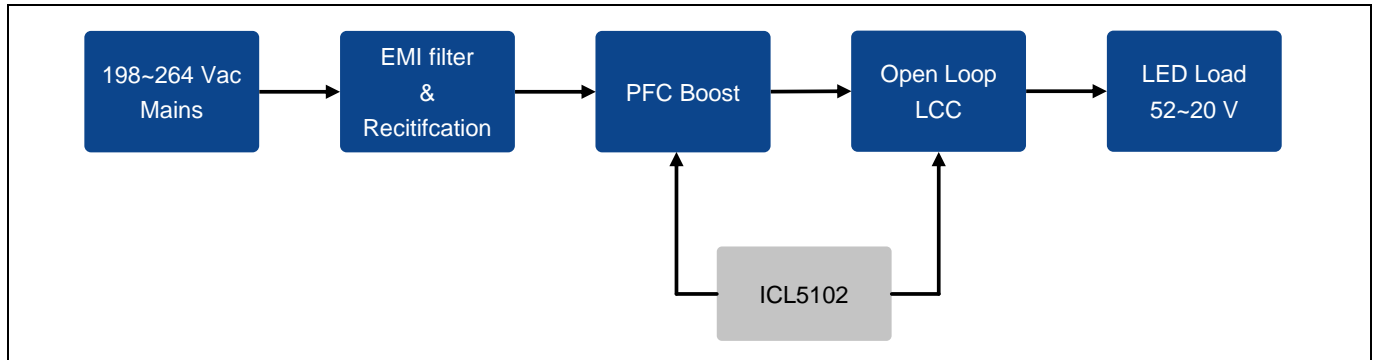 198~264 Vac
Mains
EMI filter
&
Recitifcation
PFC Boost
Open Loop
LCC
LED Load
52~20 V
ICL5102